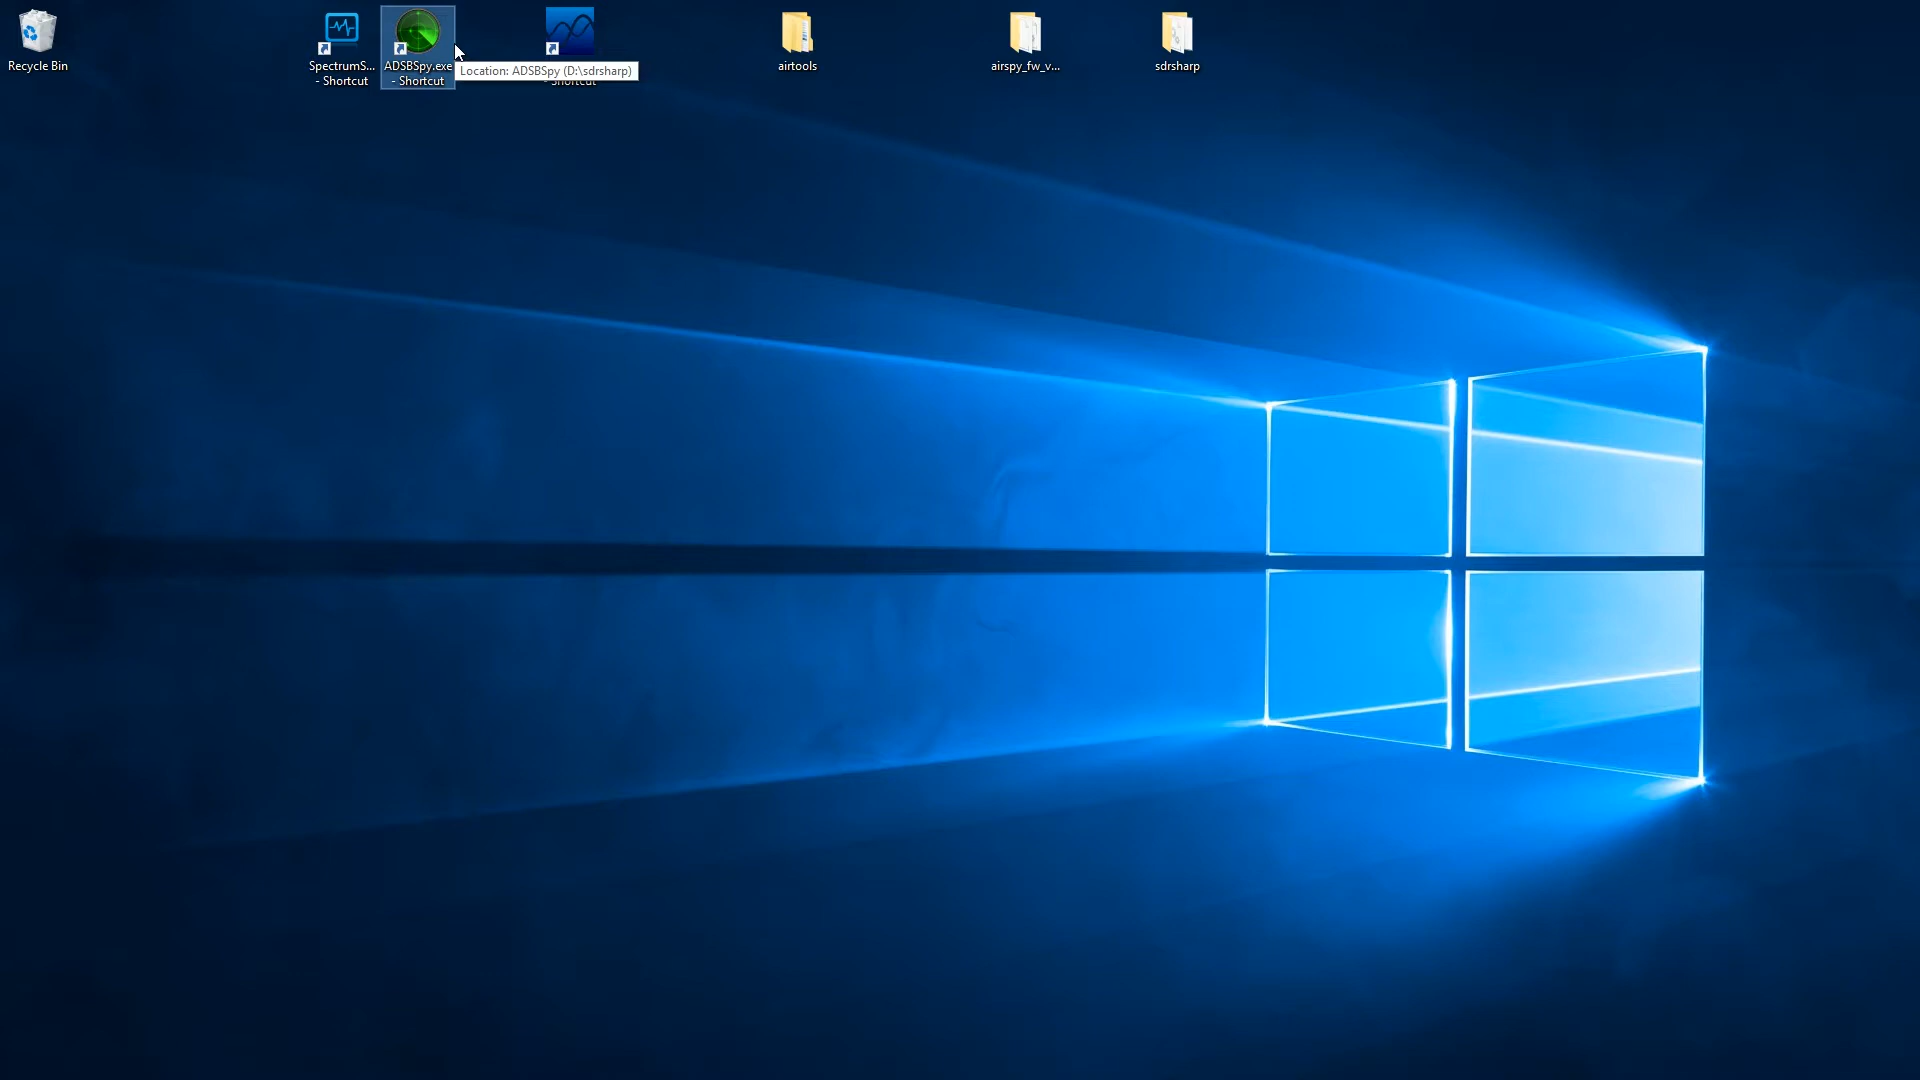 Recycle Bin
SpectrumS...
- Shortcut
ADSBSpy.exe
- Shortcut
Location: ADSBSpy (D:\sdrsharp)
- Shortcut
airtools
airspy_fw_v...
sdrsharp